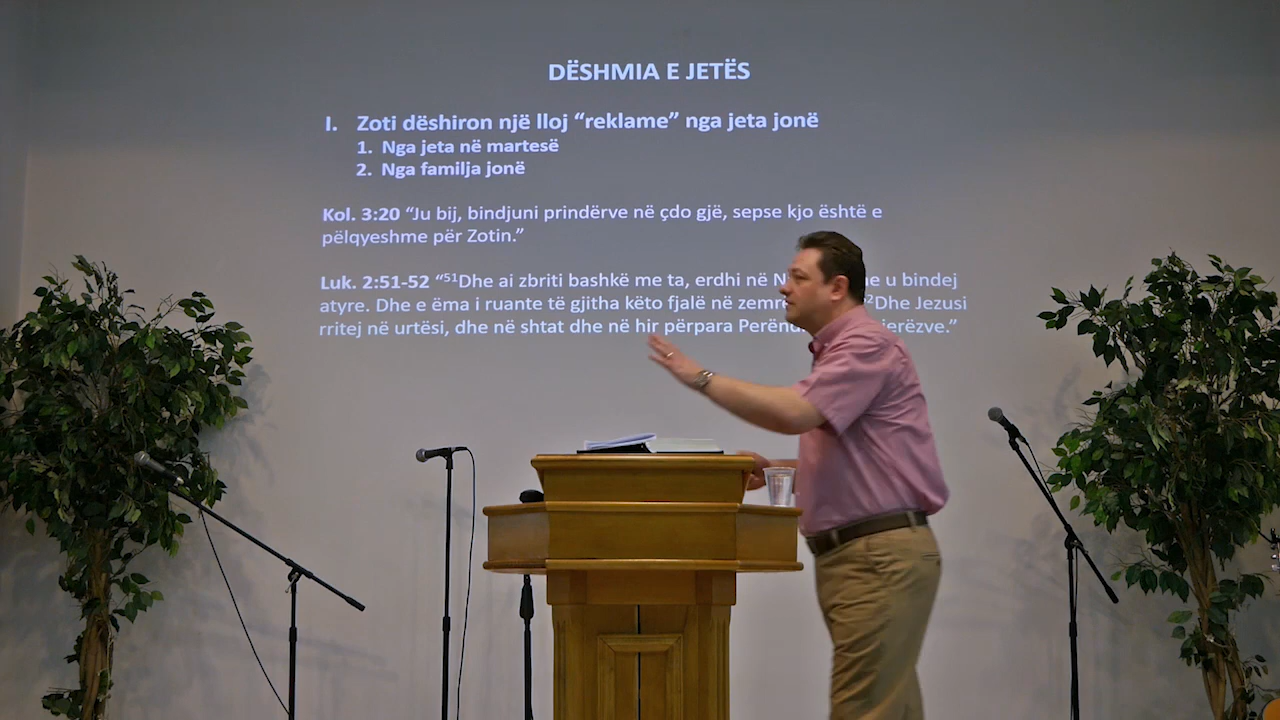 DËSHMIA E JETËS
I. Zoti dëshiron një lloj “reklame” nga jeta jonë
1. Nga jeta në martesë
2. Nga familja jonë
Kol. 3:20 “Ju bij, bindjuni prindërve në çdo gjë, sepse kjo është e
pëlqyeshme për Zotin.”
Luk. 2:51-52 “⁵¹Dhe ai zbriti bashkë me ta, erdhi në u bindej
atyre. Dhe e ëma i ruante të gjitha këto fjalë në Dhe Jezusi
rritej në urtësi, dhe në shtat dhe në hir përpara